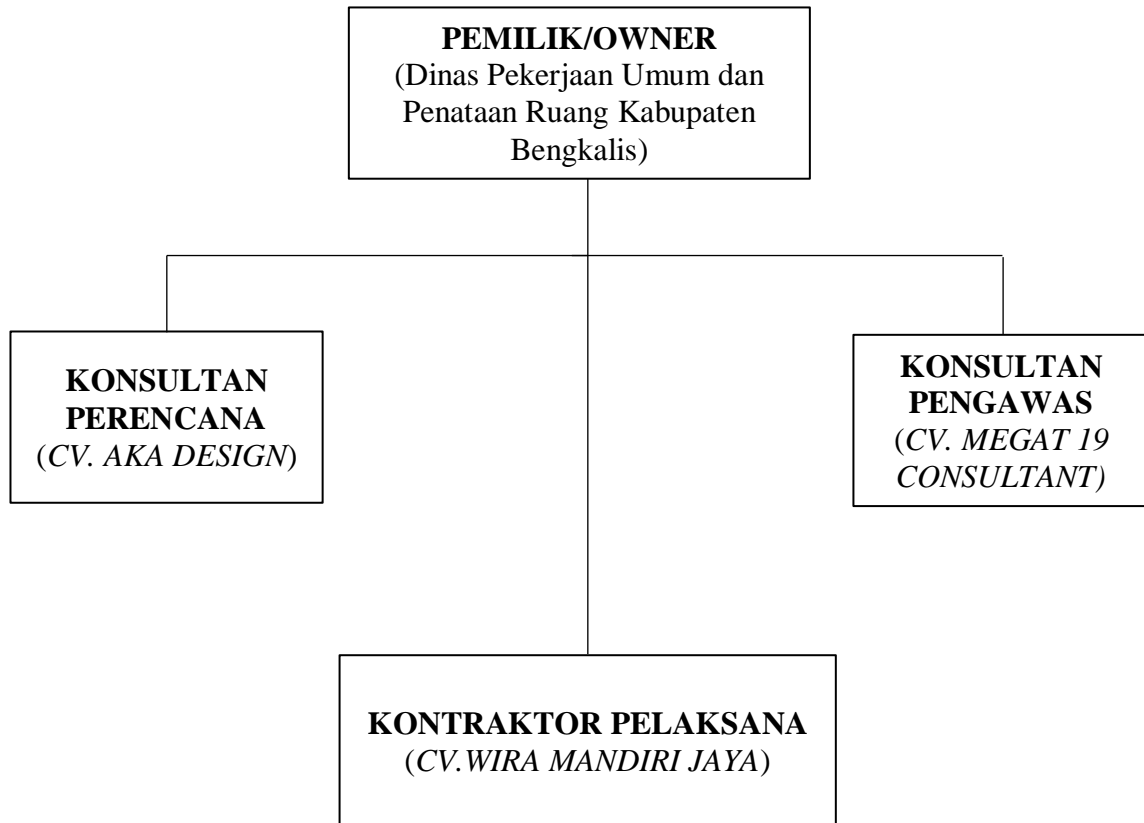 PEMILIK/OWNER
(Dinas Pekerjaan Umum dan
Penataan Ruang Kabupaten
Bengkalis)
KONSULTAN
PERENCANA
(CV. AKA DESIGN)
KONSULTAN
PENGAWAS
(CV. MEGAT 19
CONSULTANT)
KONTRAKTOR PELAKSANA
(CV.WIRA MANDIRI JAYA)